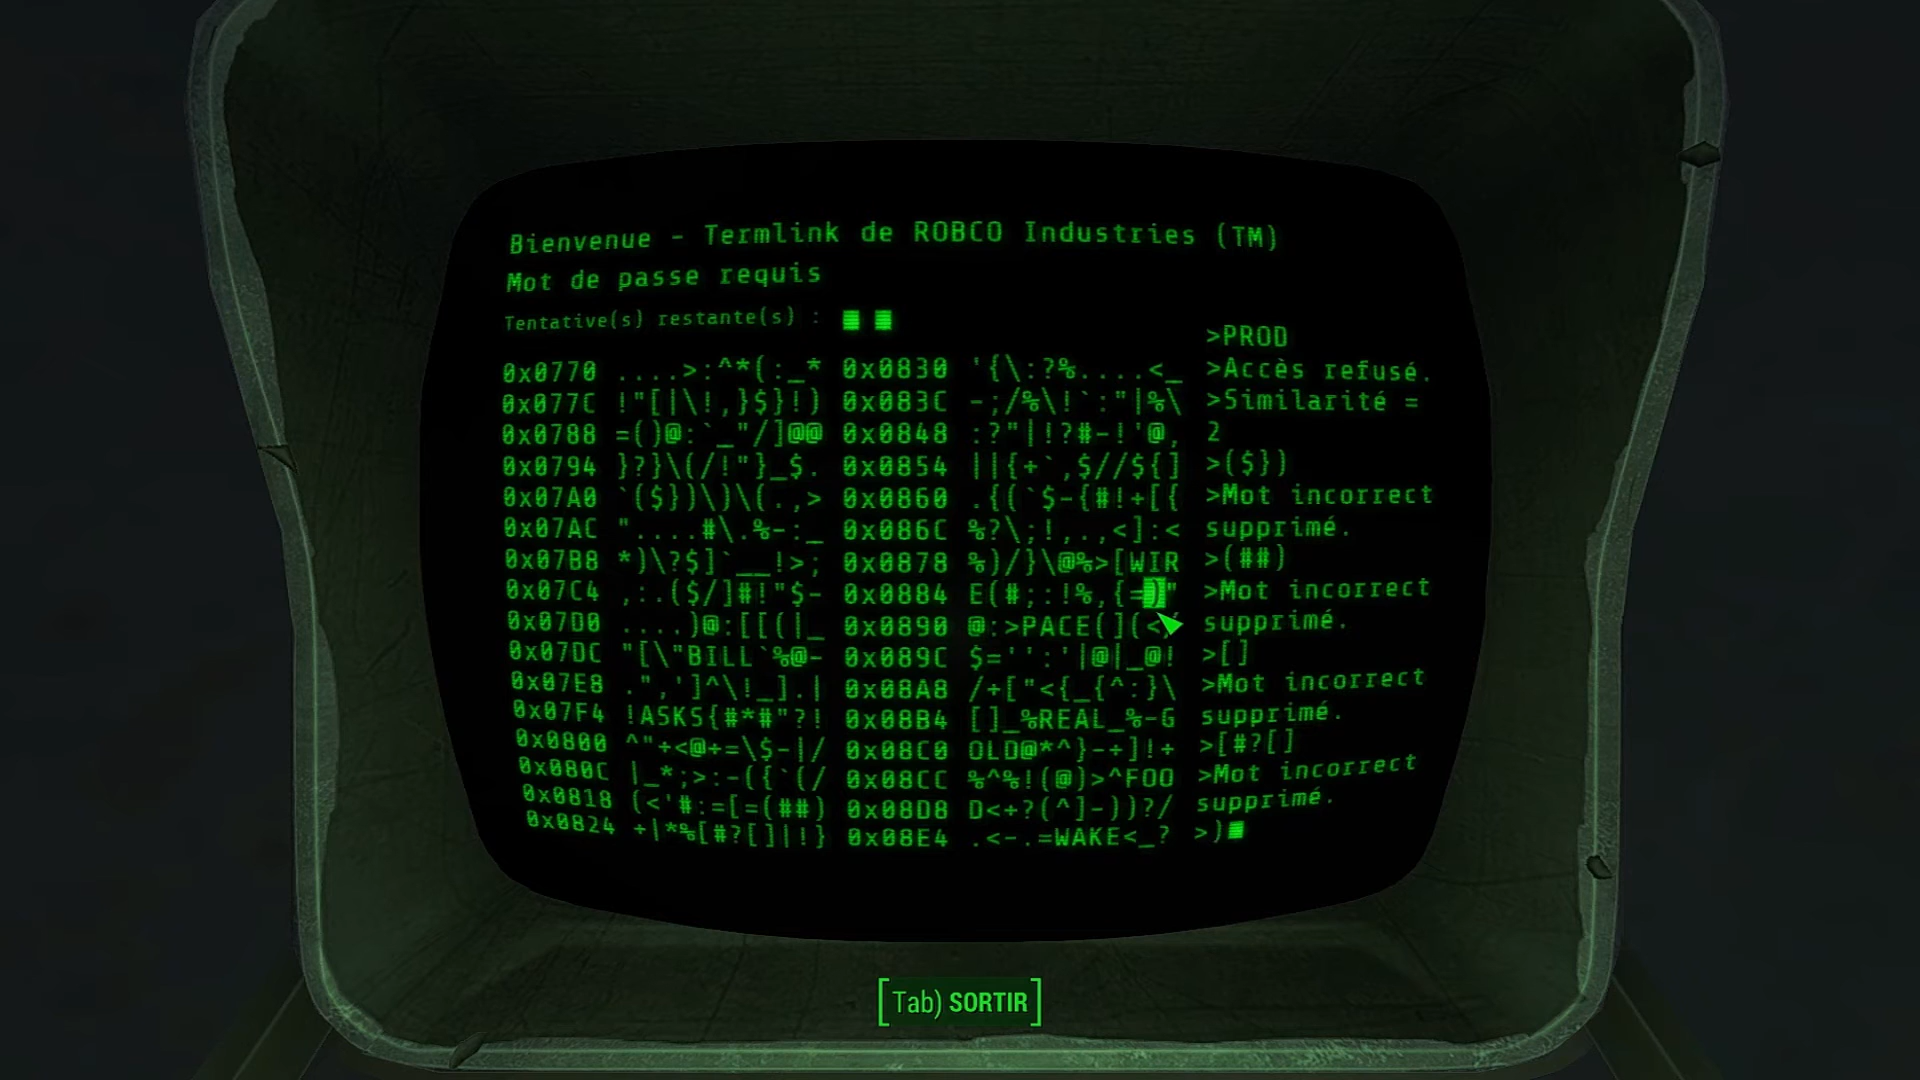 Bienvenue - Termlink de ROBCO Industries (TM)
Mot de passe requis
Tentative(s) restante(s) :
0x0770 ....>:^*(:_* 0x0830 '{\:?%....<_
0x077C !"[|\!,}$}!) 0x083C -;/%\!`:"|%\
0x0788 =()@:`_"/]@@ 0x0848 :?"|!?#-!'@,
0x0794 }?}\(/!"}_$. 0x0854 ||{+`,$//${]
0x07A0 `($})\)\(.,> 0x0860 .{(`$-{#!+[{
0x07AC "....#\.%-:_ 0x086C %?\;!,.,<]:<
0x07B8 *)\?$]`__!>; 0x0878 %)/}\@%>[WIR
0x07C4 ,:.($/]#!"$- 0x0884 E(#;:!%,{=)"
0x07D0 ....)@:[[(|_ 0x0890 @:>PACE(](<
0x07DC "[\"BILL`%@- 0x089C $='':'|@|_@!
0x07E8 .",']^\!_].| 0x08A8 /+["<{_{^:}\
0x07F4 !ASKS{#*#"?! 0x08B4 []_%REAL_%-G
0x0800 ^"+<@+=\$-|/ 0x08C0 OLD@*^}-+]!+
0x080C |_*;>:-({`(/ 0x08CC %^%!(@)>^FOO
0x0818 (<'#:=[=(##) 0x08D8 D<+?(^]-))?/
0x0824 +|*%[#?[]|!} 0x08E4 .<-.=WAKE<_?
>PROD
>Accès refusé.
>Similarité =
2
>($})
>Mot incorrect
supprimé.
>(##)
>Mot incorrect
supprimé.
>[]
>Mot incorrect
supprimé.
>[#?[]
>Mot incorrect
supprimé.
>)
[Tab) SORTIR]